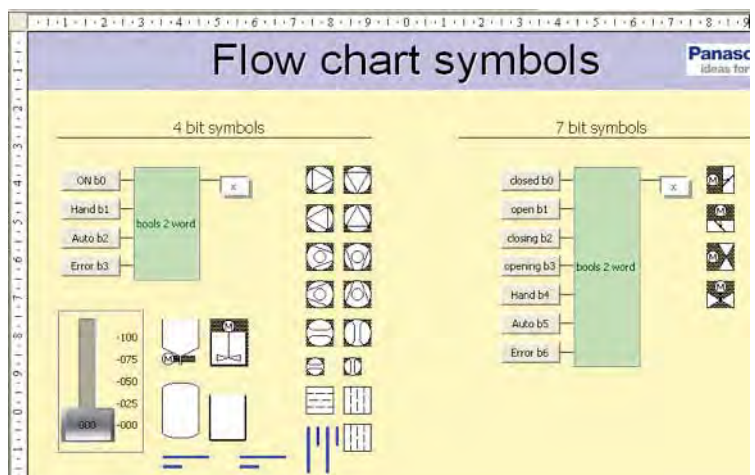 Flow chart symbols
Panaso
ideas for
4 bit symbols
7 bit symbols
ON b0
Hand b1
Auto b2
Error b3
bools 2 word
x
closed b0
open b1
closing b2
opening b3
Hand b4
Auto b5
Error b6
bools 2 word
x
M
M
M
M
-100
-075
-050
-025
-000
000
M
M